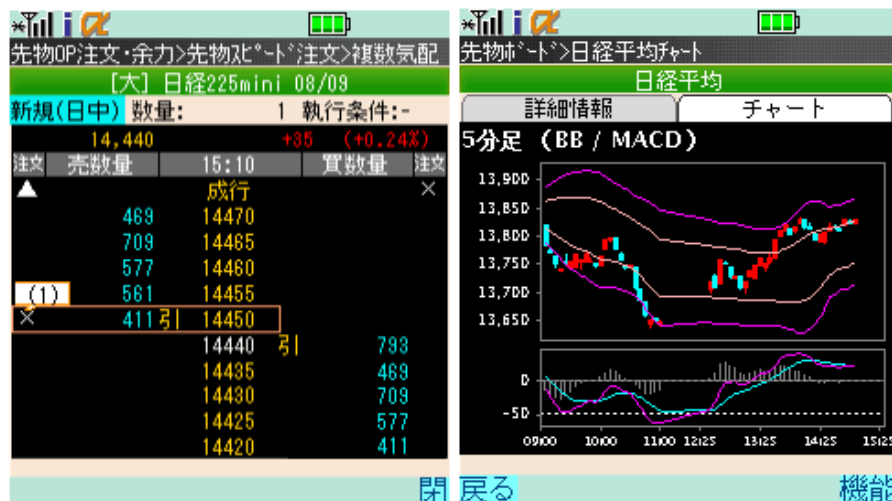 先物OP注文・余力>先物ｽﾋﾟｰﾄﾞ注文>複数気配
[大] 日経225mini 08/09
新規(日中) 数量: 1 執行条件:-
14,440 +35 (+0.24%)
注文 売数量 15:10 買数量 注文
△ 成行 ×
469 14470
709 14465
577 14460
(1) 561 14455
× 411 引 14450
14440 引 793
14435 469
14430 709
14425 577
14420 411
閉
先物ﾎﾞｰﾄﾞ>日経平均ﾁｬｰﾄ
日経平均
詳細情報 チャート
5分足 (BB / MACD)
13,900
13,850
13,800
13,750
13,700
13,650
0
-50
09:00 10:00 11:00 12:25 13:25 14:25 15:25
戻る 機能